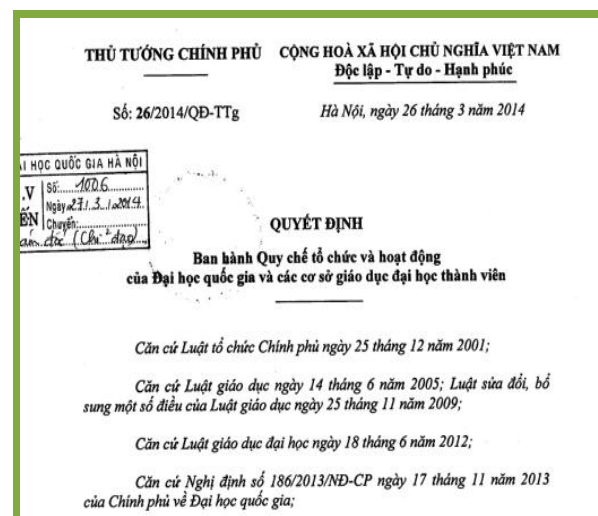 THỦ TƯỚNG CHÍNH PHỦ
CỘNG HOÀ XÃ HỘI CHỦ NGHĨA VIỆT NAM
Độc lập - Tự do - Hạnh phúc
Số: 26/2014/QĐ-TTg
Hà Nội, ngày 26 tháng 3 năm 2014
I HỌC QUỐC GIA HÀ NỘI
.V Số: 1006
ẾN Ngày 27/.3./2014
Chuyển:
đốc (Chỉ đạo)
QUYẾT ĐỊNH
Ban hành Quy chế tổ chức và hoạt động
của Đại học quốc gia và các cơ sở giáo dục đại học thành viên
Căn cứ Luật tổ chức Chính phủ ngày 25 tháng 12 năm 2001;
Căn cứ Luật giáo dục ngày 14 tháng 6 năm 2005; Luật sửa đổi, bổ
sung một số điều của Luật giáo dục ngày 25 tháng 11 năm 2009;
Căn cứ Luật giáo dục đại học ngày 18 tháng 6 năm 2012;
Căn cứ Nghị định số 186/2013/NĐ-CP ngày 17 tháng 11 năm 2013
của Chính phủ về Đại học quốc gia;